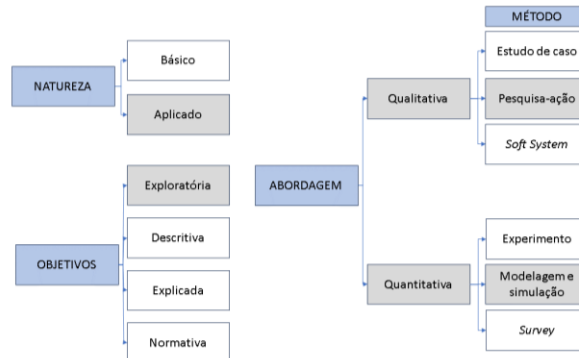 NATUREZA
Básico
Aplicado
OBJETIVOS
Exploratória
Descritiva
Explicada
Normativa
ABORDAGEM
MÉTODO
Qualitativa
Estudo de caso
Pesquisa-ação
Soft System
Quantitativa
Experimento
Modelagem e
simulação
Survey